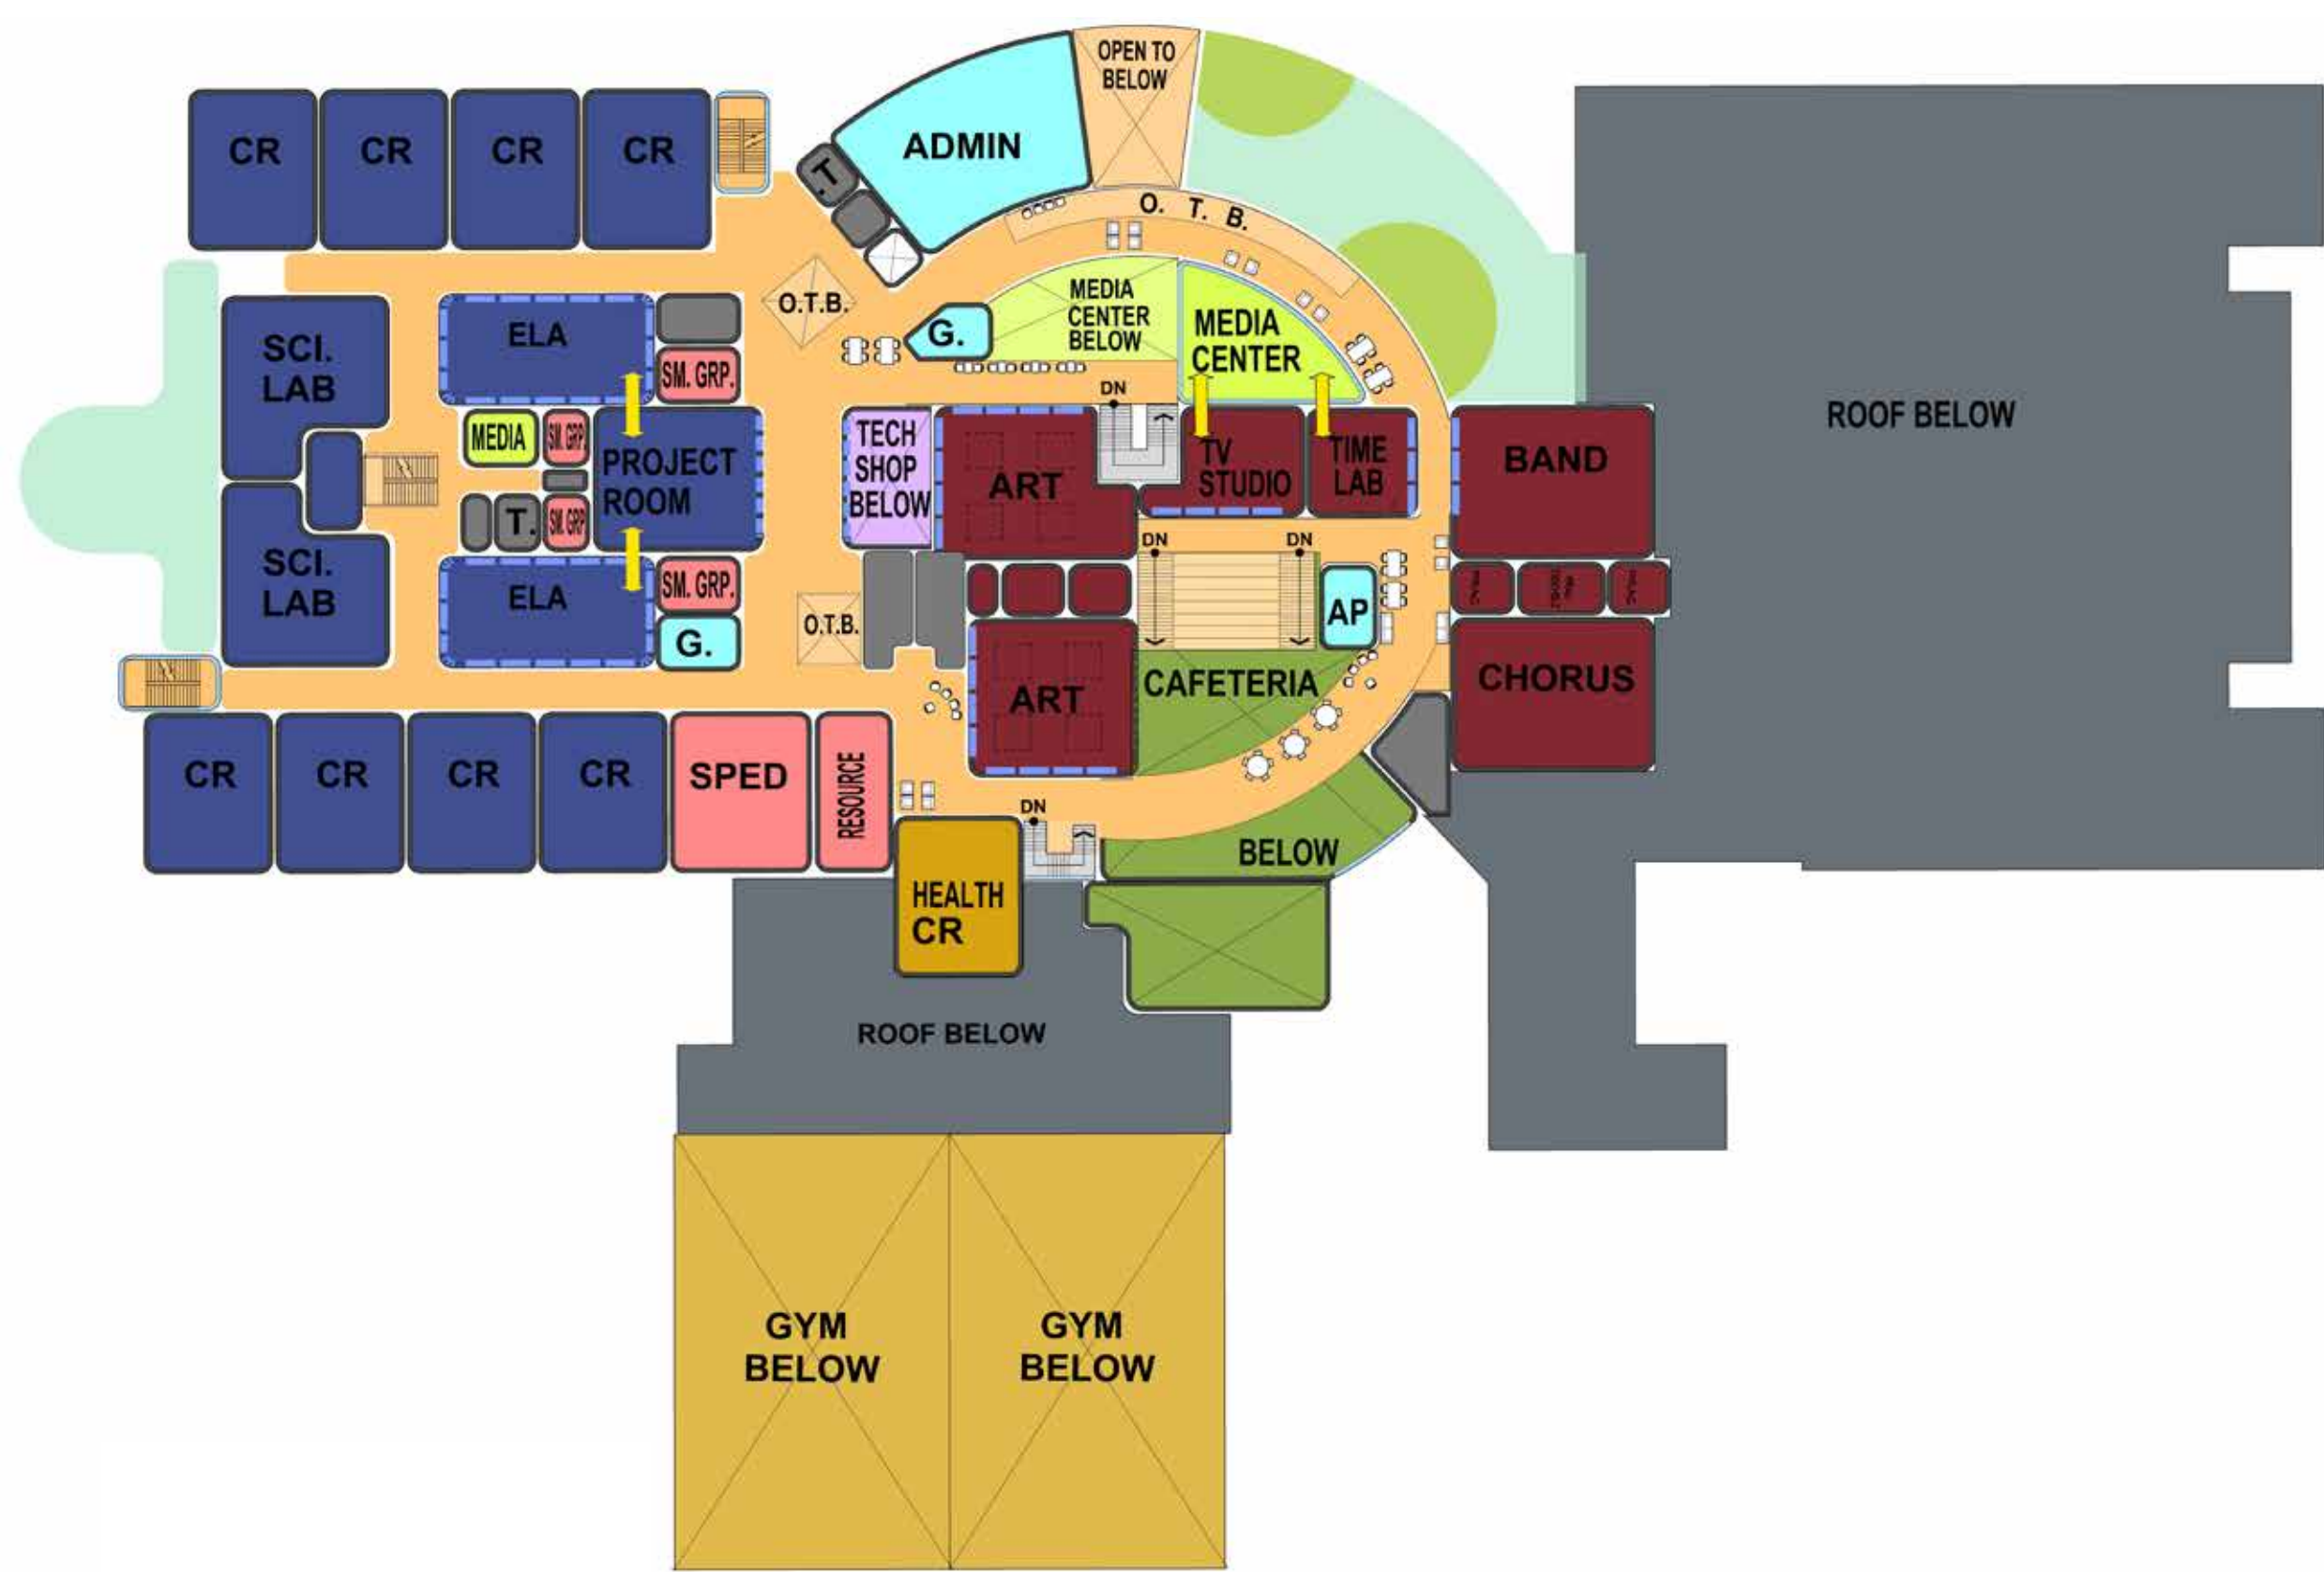 OPEN TO
BELOW
ADMIN
CR
CR
CR
CR
T.
O. T. B.
O.T.B.
MEDIA
CENTER
BELOW
G.
MEDIA
CENTER
ELA
SCI.
LAB
SM. GRP.
DN
MEDIA
SM. GRP.
PROJECT
ROOM
TECH
SHOP
BELOW
ART
TV
STUDIO
TIME
LAB
BAND
ROOF BELOW
T.
SM. GRP.
DN
DN
SCI.
LAB
ELA
SM. GRP.
G.
O.T.B.
AP
CAFETERIA
ART
CHORUS
CR
CR
CR
CR
SPED
RESOURCE
DN
BELOW
HEALTH
CR
ROOF BELOW
GYM
BELOW
GYM
BELOW